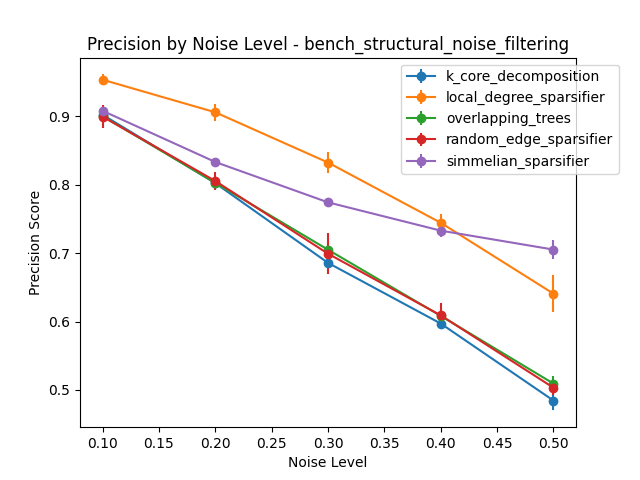 Precision by Noise Level - bench_structural_noise_filtering
k_core_decomposition
local_degree_sparsifier
overlapping_trees
random_edge_sparsifier
simmelian_sparsifier
Precision Score
0.9
0.8
0.7
0.6
0.5
0.10 0.15 0.20 0.25 0.30 0.35 0.40 0.45 0.50
Noise Level